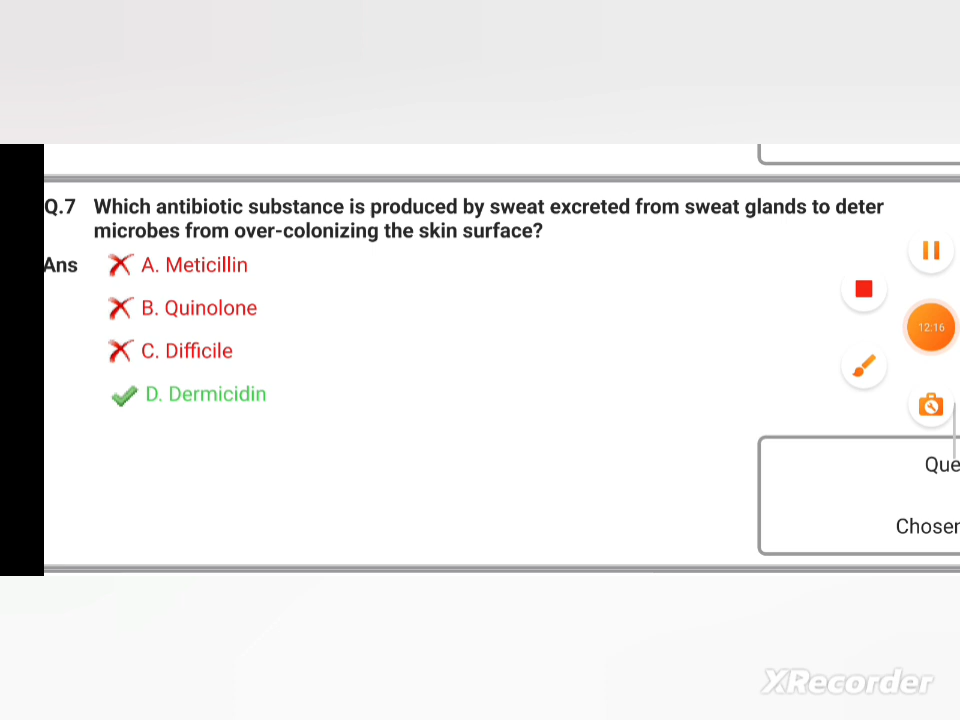 Q.7 Which antibiotic substance is produced by sweat excreted from sweat glands to deter
microbes from over-colonizing the skin surface?
Ans A. Meticillin
B. Quinolone
C. Difficile
D. Dermicidin
12:16
Que
Chosen
XRecorder